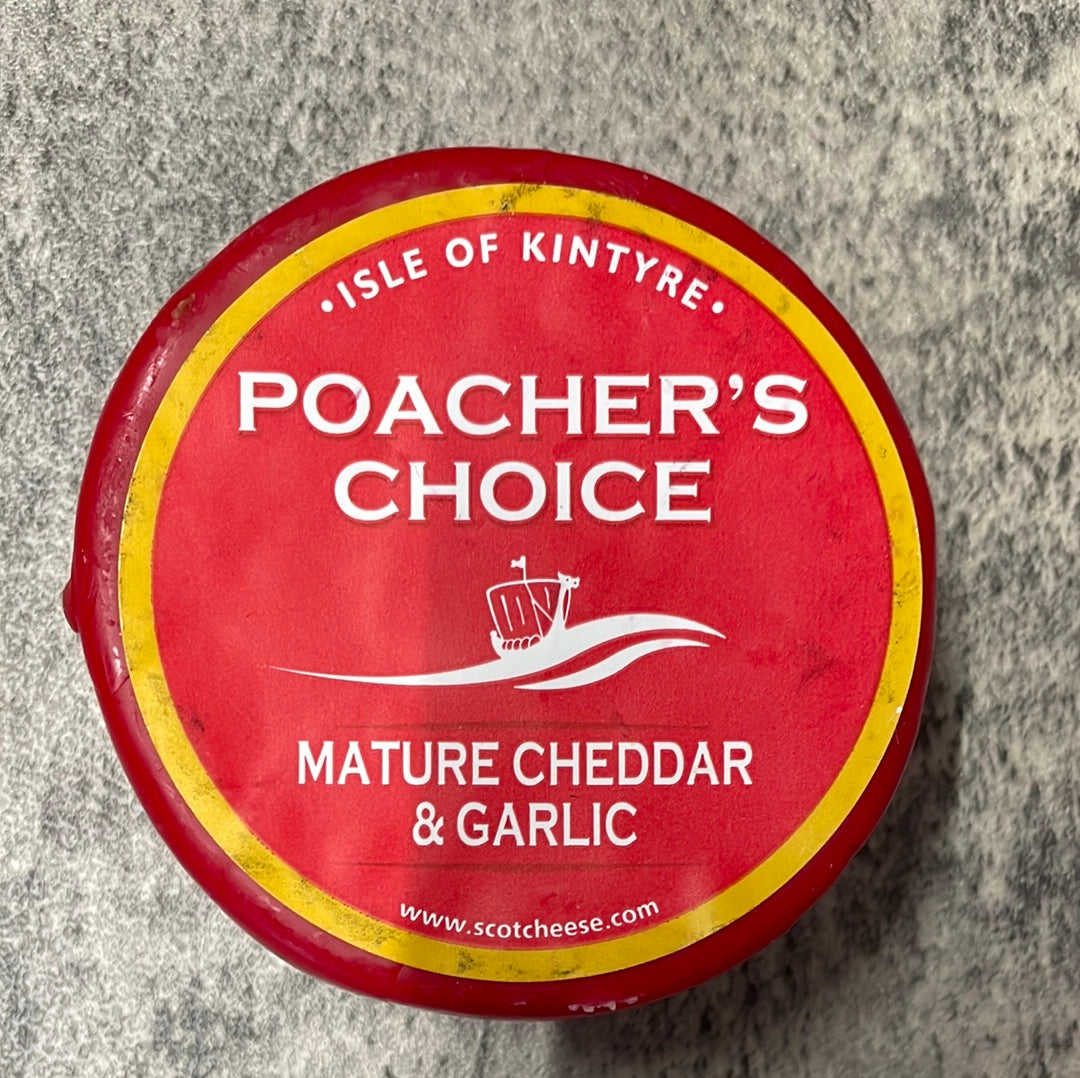 • ISLE OF KINTYRE •
POACHER'S
CHOICE
MATURE CHEDDAR
& GARLIC
www.scotcheese.com